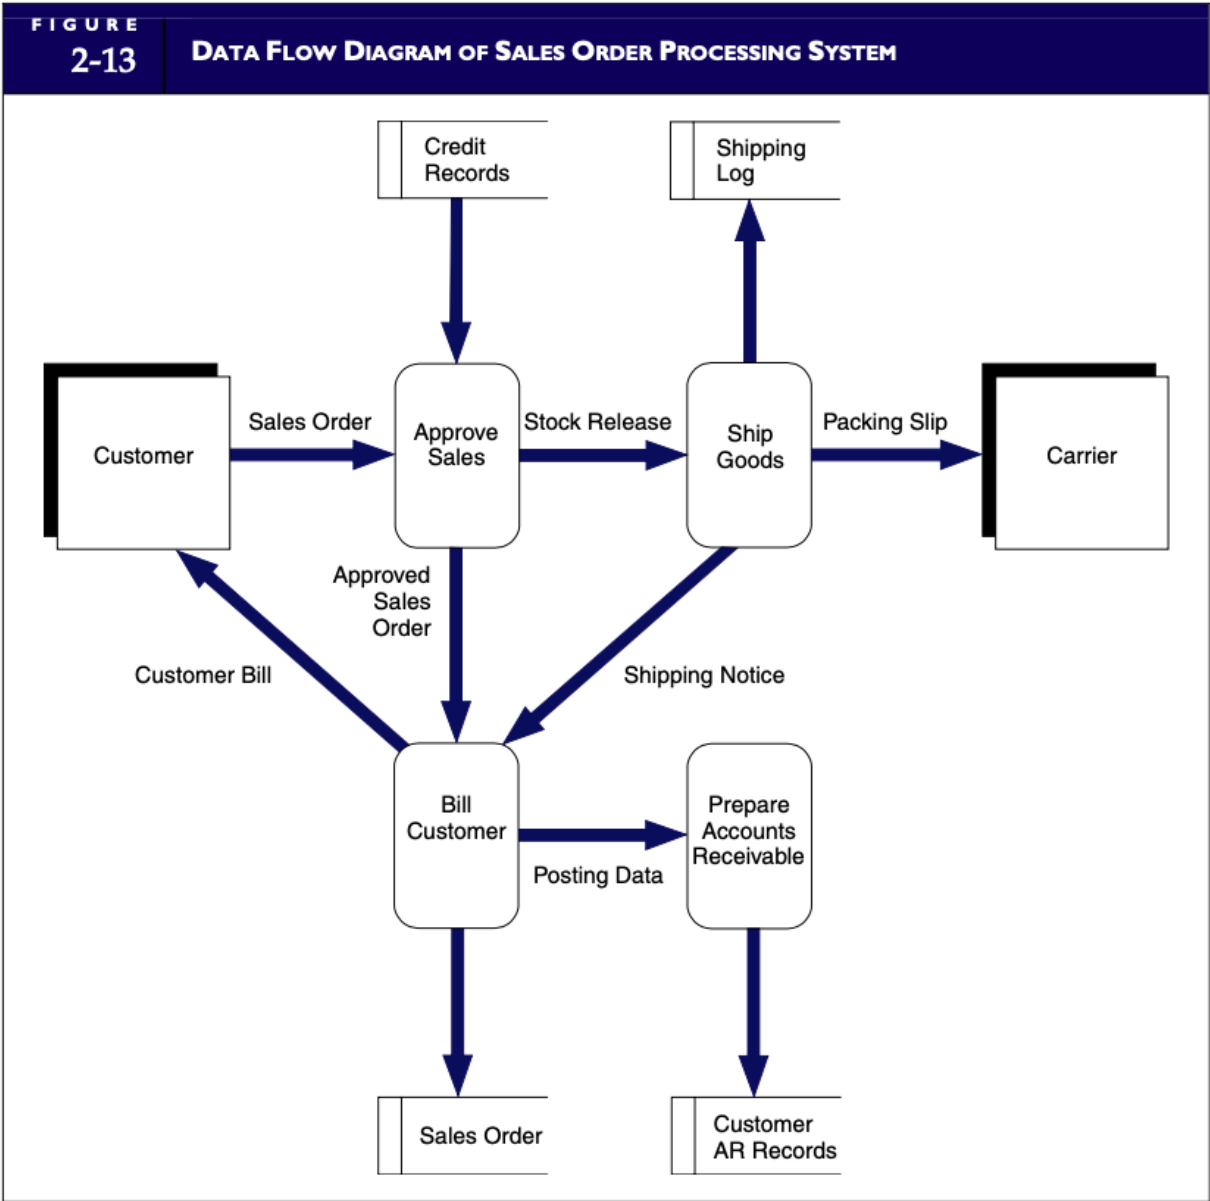 FIGURE
2-13
DATA FLOW DIAGRAM OF SALES ORDER PROCESSING SYSTEM
Credit
Records
Shipping
Log
Customer
Sales Order
Approve
Sales
Stock Release
Ship
Goods
Packing Slip
Carrier
Approved
Sales
Order
Customer Bill
Shipping Notice
Bill
Customer
Posting Data
Prepare
Accounts
Receivable
Sales Order
Customer
AR Records